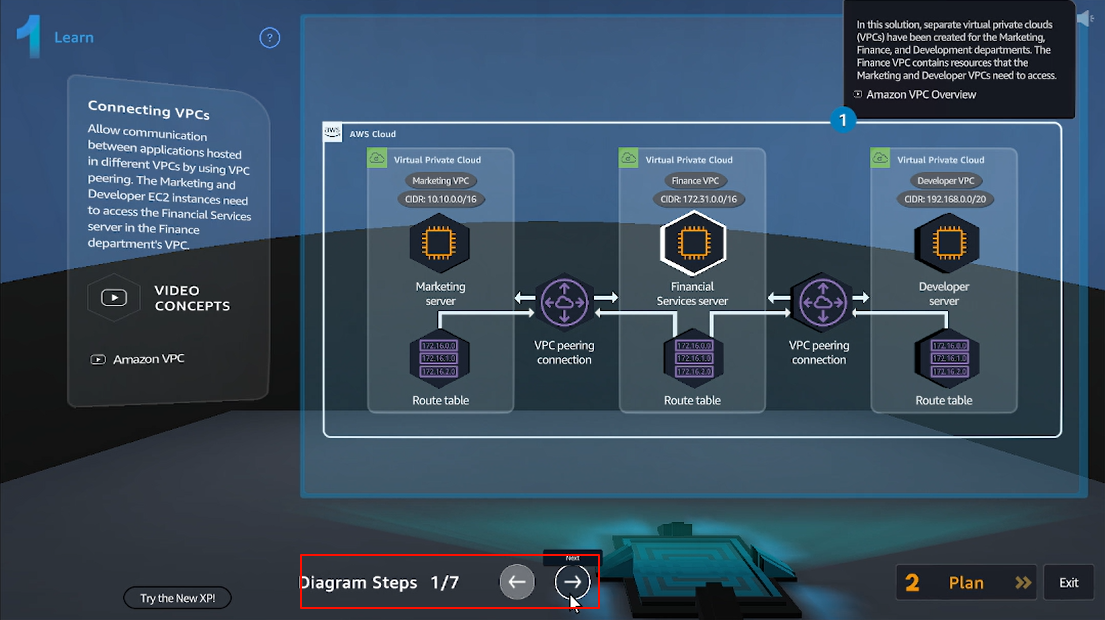 1 Learn
?
Connecting VPCs
Allow communication
between applications hosted
in different VPCs by using VPC
peering. The Marketing and
Developer EC2 instances need
to access the Financial Services
server in the Finance
department's VPC.
VIDEO
CONCEPTS
Amazon VPC
In this solution, separate virtual private clouds
(VPCs) have been created for the Marketing,
Finance, and Development departments. The
Finance VPC contains resources that the
Marketing and Developer VPCs need to access.
Amazon VPC Overview
1
aws AWS Cloud
Virtual Private Cloud
Marketing VPC
CIDR: 10.10.0.0/16
Marketing
server
172.16.0.0
172.16.1.0
172.16.2.0
Route table
VPC peering
connection
Virtual Private Cloud
Finance VPC
CIDR: 172.31.0.0/16
Financial
Services server
172.16.0.0
172.16.1.0
172.16.2.0
Route table
VPC peering
connection
Virtual Private Cloud
Developer VPC
CIDR: 192.168.0.0/20
Developer
server
172.16.0.0
172.16.1.0
172.16.2.0
Route table
Try the New XP!
Diagram Steps 1/7
Next
2 Plan
Exit